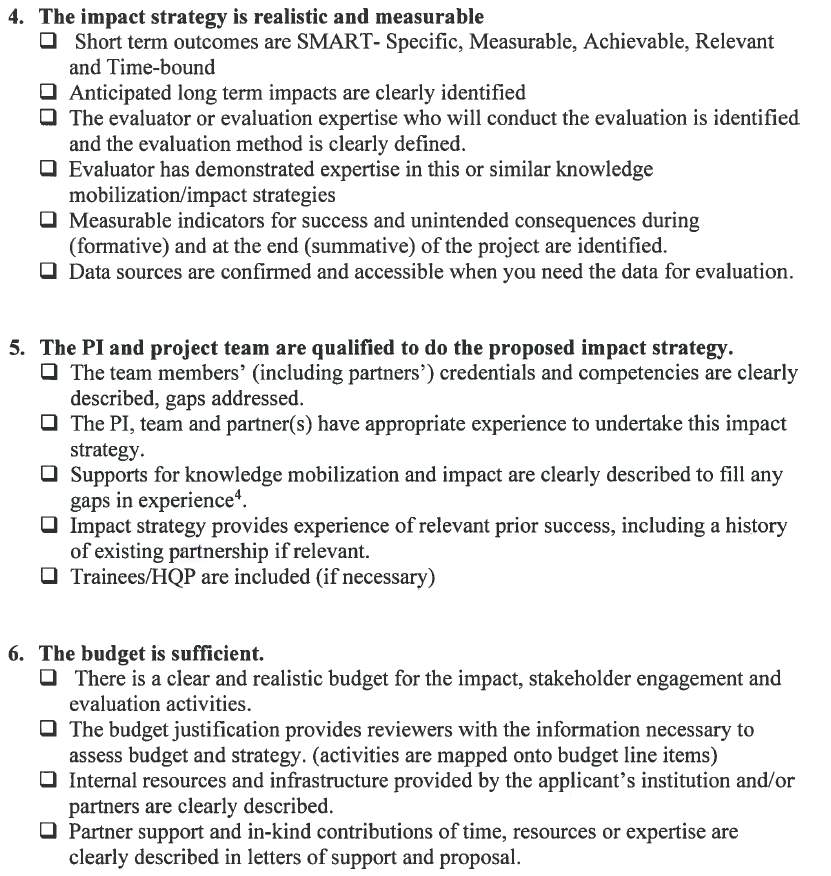 4. The impact strategy is realistic and measurable
❑ Short term outcomes are SMART- Specific, Measurable, Achievable, Relevant
and Time-bound
❑ Anticipated long term impacts are clearly identified
❑ The evaluator or evaluation expertise who will conduct the evaluation is identified
and the evaluation method is clearly defined.
❑ Evaluator has demonstrated expertise in this or similar knowledge
mobilization/impact strategies
❑ Measurable indicators for success and unintended consequences during
(formative) and at the end (summative) of the project are identified.
❑ Data sources are confirmed and accessible when you need the data for evaluation.
5. The PI and project team are qualified to do the proposed impact strategy.
❑ The team members’ (including partners’) credentials and competencies are clearly
described, gaps addressed.
❑ The PI, team and partner(s) have appropriate experience to undertake this impact
strategy.
❑ Supports for knowledge mobilization and impact are clearly described to fill any
gaps in experience⁴.
❑ Impact strategy provides experience of relevant prior success, including a history
of existing partnership if relevant.
❑ Trainees/HQP are included (if necessary)
6. The budget is sufficient.
❑ There is a clear and realistic budget for the impact, stakeholder engagement and
evaluation activities.
❑ The budget justification provides reviewers with the information necessary to
assess budget and strategy. (activities are mapped onto budget line items)
❑ Internal resources and infrastructure provided by the applicant’s institution and/or
partners are clearly described.
❑ Partner support and in-kind contributions of time, resources or expertise are
clearly described in letters of support and proposal.